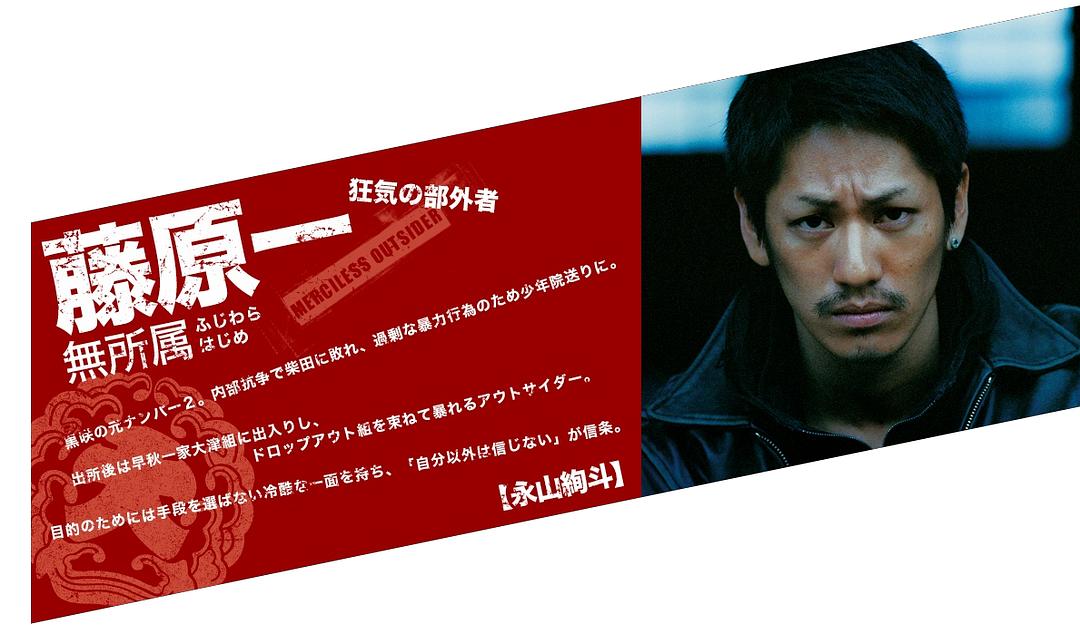 狂気の部外者
藤原一
MERCILESS OUTSIDER
無所属
ふじわら
はじめ
黒咲の元ナンバー2。内部抗争で柴田に敗れ、過剰な暴力行為のため少年院送りに。
出所後は早秋一家大津組に出入りし、
ドロップアウト組を束ねて暴れるアウトサイダー。
目的のためには手段を選ばない冷酷な一面を持ち、「自分以外は信じない」が信条。
【永山絢斗】